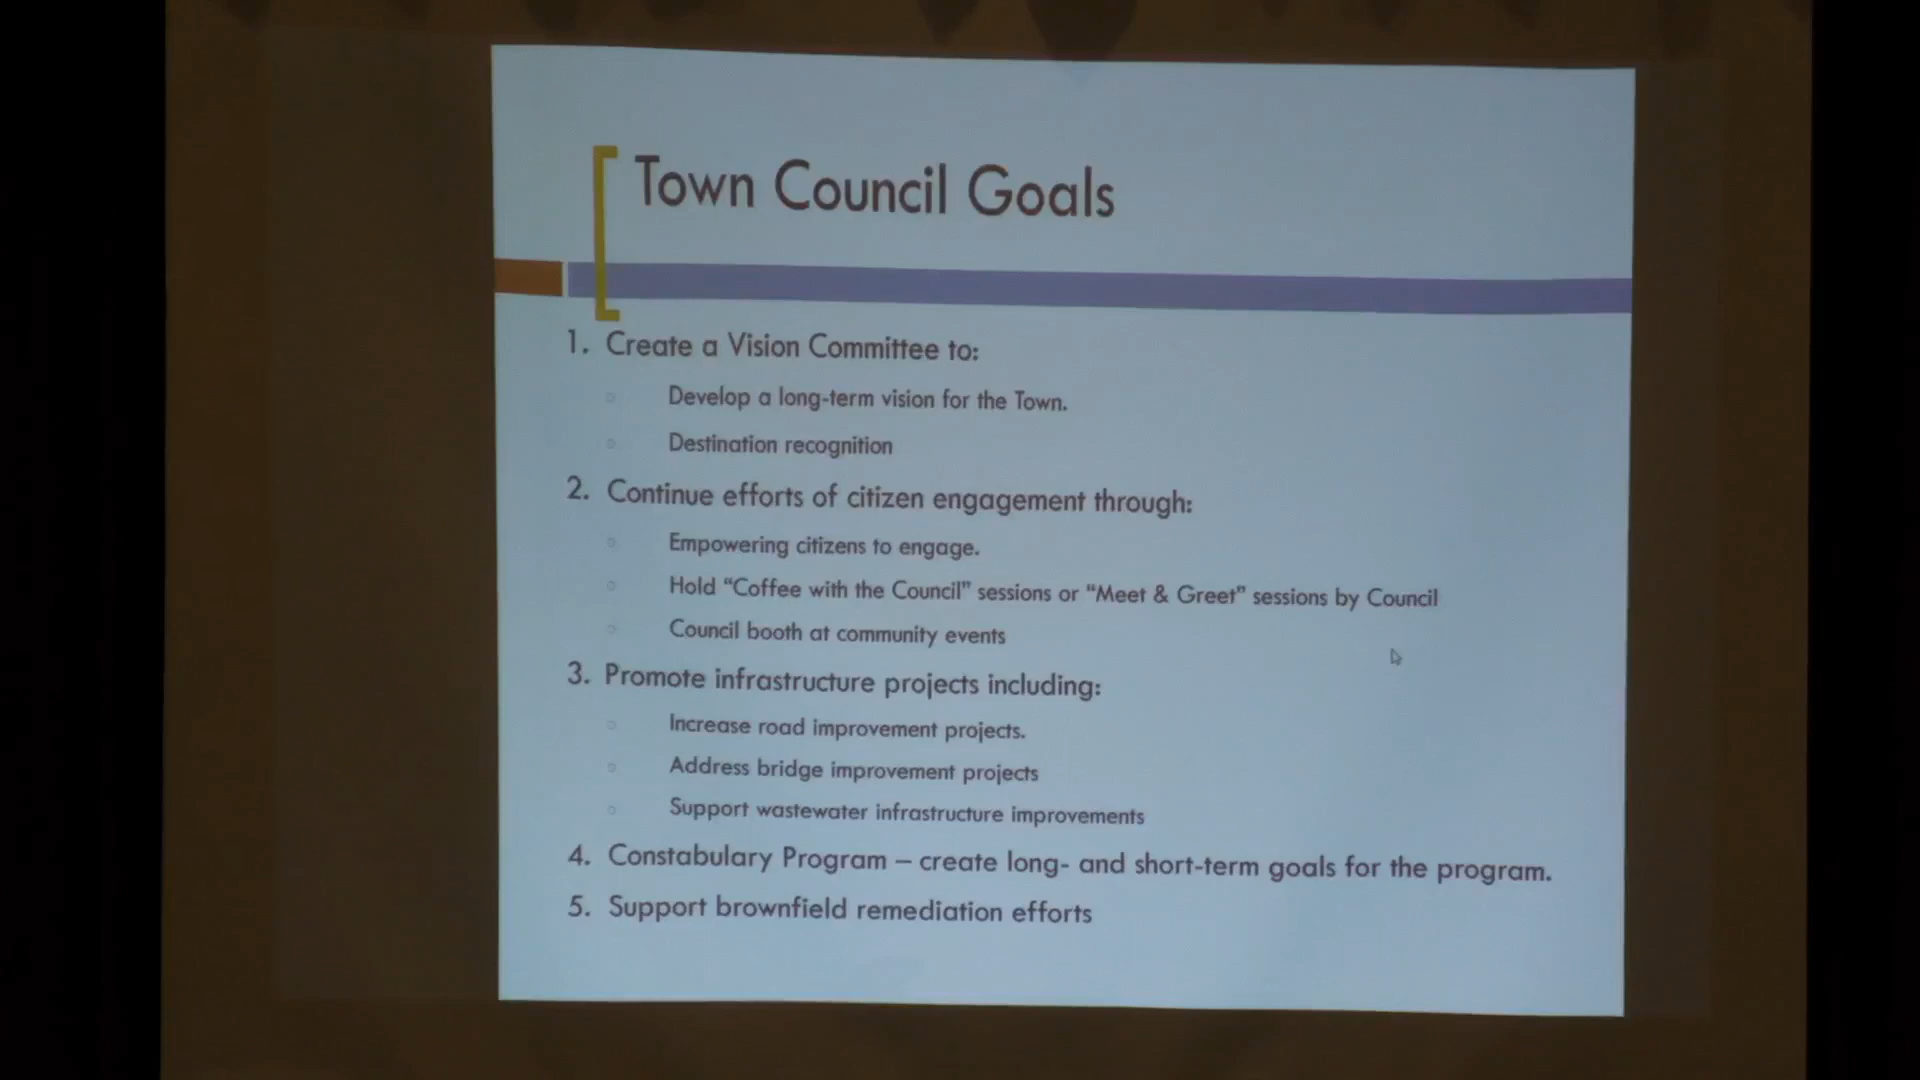 Town Council Goals
1. Create a Vision Committee to:
Develop a long-term vision for the Town.
Destination recognition
2. Continue efforts of citizen engagement through:
Empowering citizens to engage.
Hold “Coffee with the Council” sessions or “Meet & Greet” sessions by Council
Council booth at community events
3. Promote infrastructure projects including:
Increase road improvement projects.
Address bridge improvement projects
Support wastewater infrastructure improvements
4. Constabulary Program – create long- and short-term goals for the program.
5. Support brownfield remediation efforts